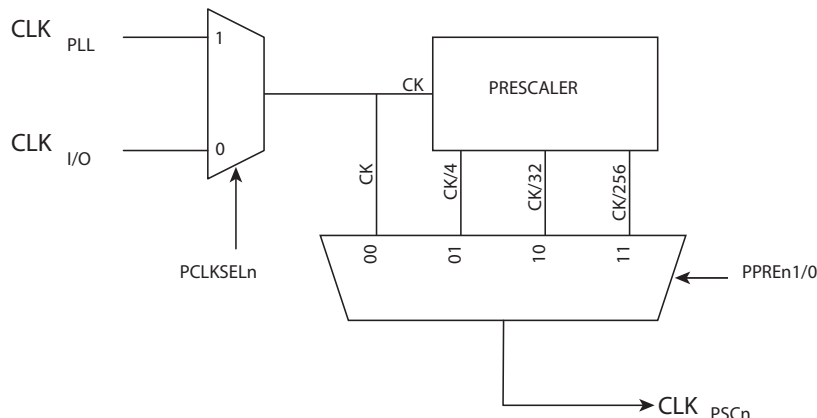 CLK PLL
1
CK
PRESCALER
CLK I/O
0
CK
CK/4
CK/32
CK/256
00
01
10
11
PCLKSELn
PPREn1/0
CLK PSCn